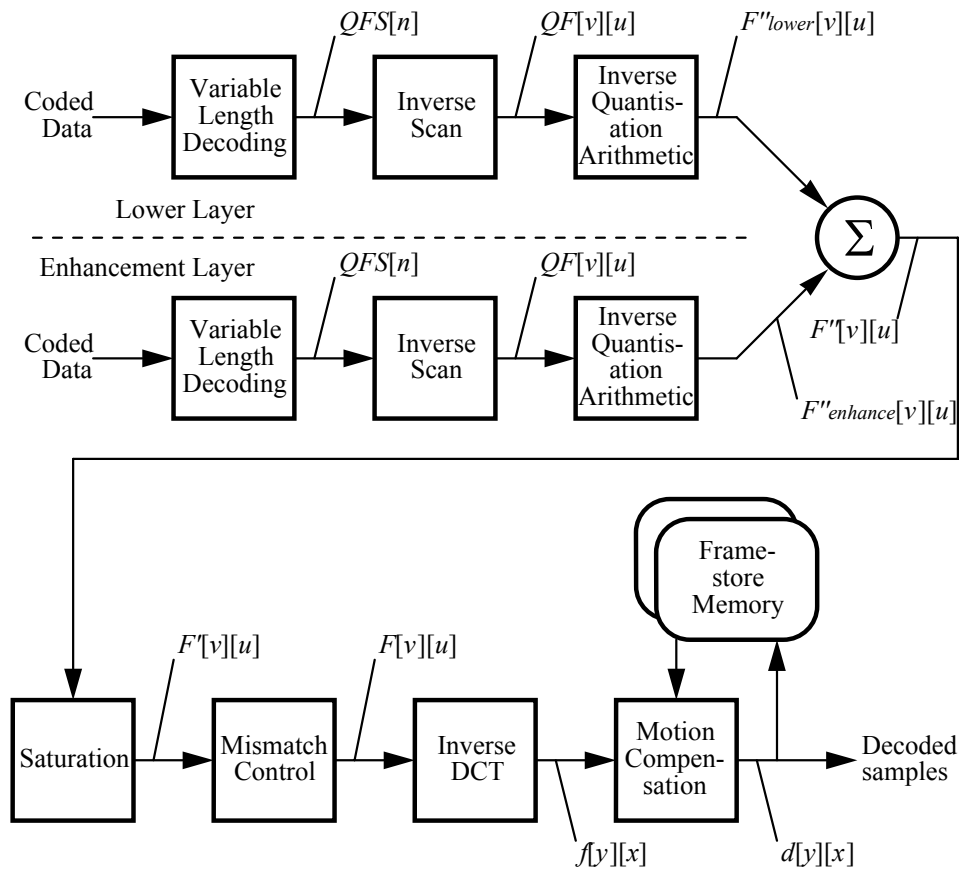 QFS[n]
QF[v][u]
F''lower[v][u]
Coded
Data
Variable
Length
Decoding
Inverse
Scan
Inverse
Quantis-
ation
Arithmetic
Lower Layer
Σ
Enhancement Layer
QFS[n]
QF[v][u]
F''[v][u]
Coded
Data
Variable
Length
Decoding
Inverse
Scan
Inverse
Quantis-
ation
Arithmetic
F''enhance[v][u]
Frame-
store
Memory
F'[v][u]
F[v][u]
Saturation
Mismatch
Control
Inverse
DCT
Motion
Compen-
sation
Decoded
samples
f[y][x]
d[y][x]